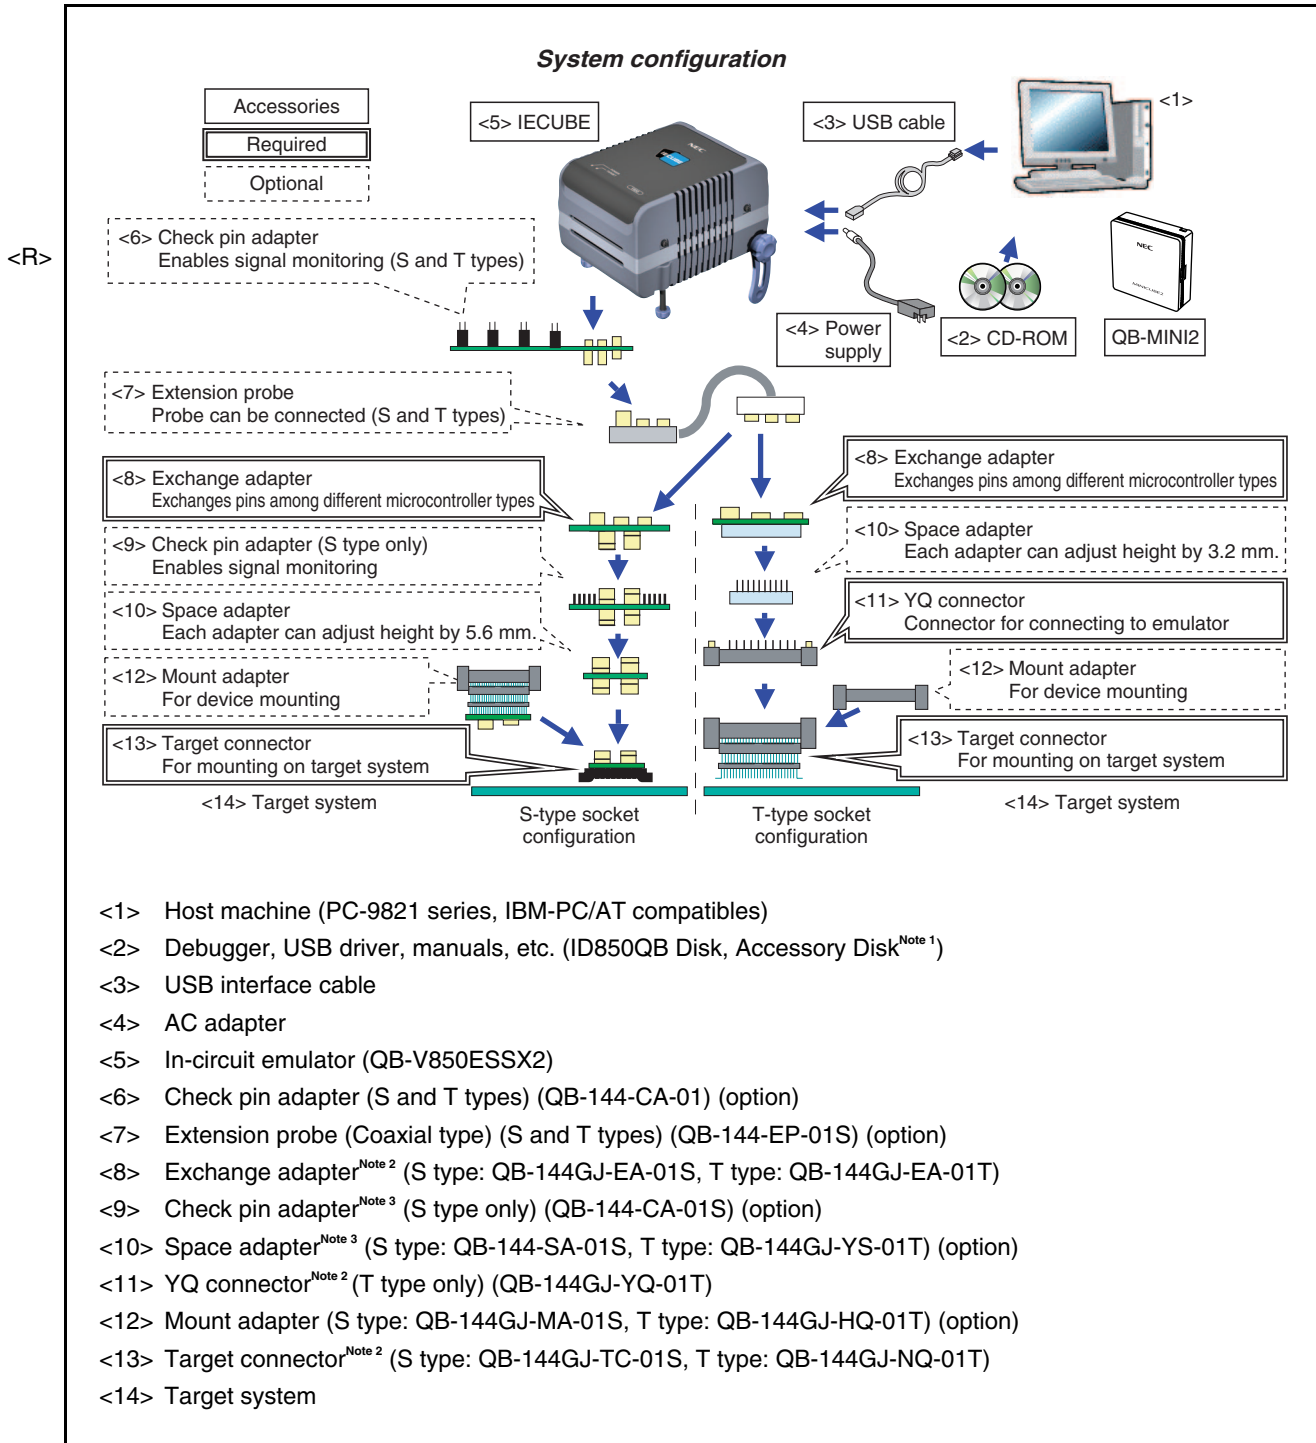 System configuration
Accessories
Required
Optional
<5> IECUBE
<3> USB cable
<1>
NEC
<R>
<6> Check pin adapter
Enables signal monitoring (S and T types)
NEC
<4> Power
supply
<2> CD-ROM
QB-MINI2
<7> Extension probe
Probe can be connected (S and T types)
<8> Exchange adapter
Exchanges pins among different microcontroller types
<9> Check pin adapter (S type only)
Enables signal monitoring
<10> Space adapter
Each adapter can adjust height by 5.6 mm.
<12> Mount adapter
For device mounting
<13> Target connector
For mounting on target system
<14> Target system
S-type socket
configuration
<8> Exchange adapter
Exchanges pins among different microcontroller types
<10> Space adapter
Each adapter can adjust height by 3.2 mm.
<11> YQ connector
Connector for connecting to emulator
<12> Mount adapter
For device mounting
<13> Target connector
For mounting on target system
T-type socket
configuration
<14> Target system
<1> Host machine (PC-9821 series, IBM-PC/AT compatibles)
<2> Debugger, USB driver, manuals, etc. (ID850QB Disk, Accessory Disk Note 1)
<3> USB interface cable
<4> AC adapter
<5> In-circuit emulator (QB-V850ESSX2)
<6> Check pin adapter (S and T types) (QB-144-CA-01) (option)
<7> Extension probe (Coaxial type) (S and T types) (QB-144-EP-01S) (option)
<8> Exchange adapter Note 2 (S type: QB-144GJ-EA-01S, T type: QB-144GJ-EA-01T)
<9> Check pin adapter Note 3 (S type only) (QB-144-CA-01S) (option)
<10> Space adapter Note 3 (S type: QB-144-SA-01S, T type: QB-144GJ-YS-01T) (option)
<11> YQ connector Note 2 (T type only) (QB-144GJ-YQ-01T)
<12> Mount adapter (S type: QB-144GJ-MA-01S, T type: QB-144GJ-HQ-01T) (option)
<13> Target connector Note 2 (S type: QB-144GJ-TC-01S, T type: QB-144GJ-NQ-01T)
<14> Target system